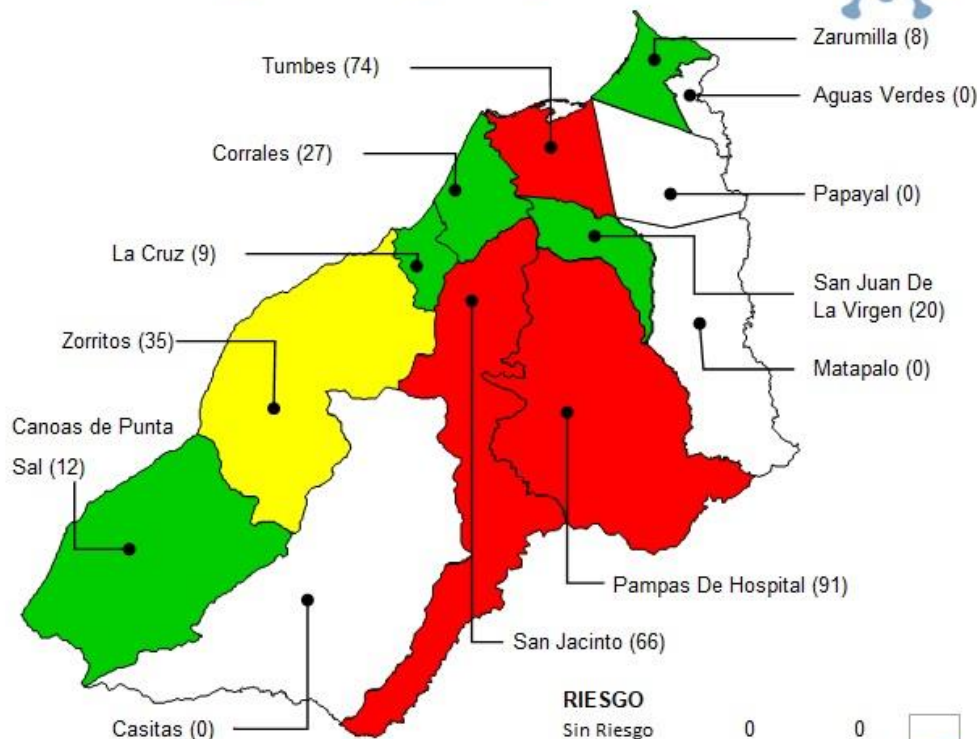 Zarumilla (8)
Tumbes (74)
Aguas Verdes (0)
Corrales (27)
Papayal (0)
La Cruz (9)
San Juan De
La Virgen (20)
Zorritos (35)
Matapalo (0)
Canoas de Punta
Sal (12)
Pampas De Hospital (91)
San Jacinto (66)
RIESGO
Casitas (0)
Sin Riesgo 0 0